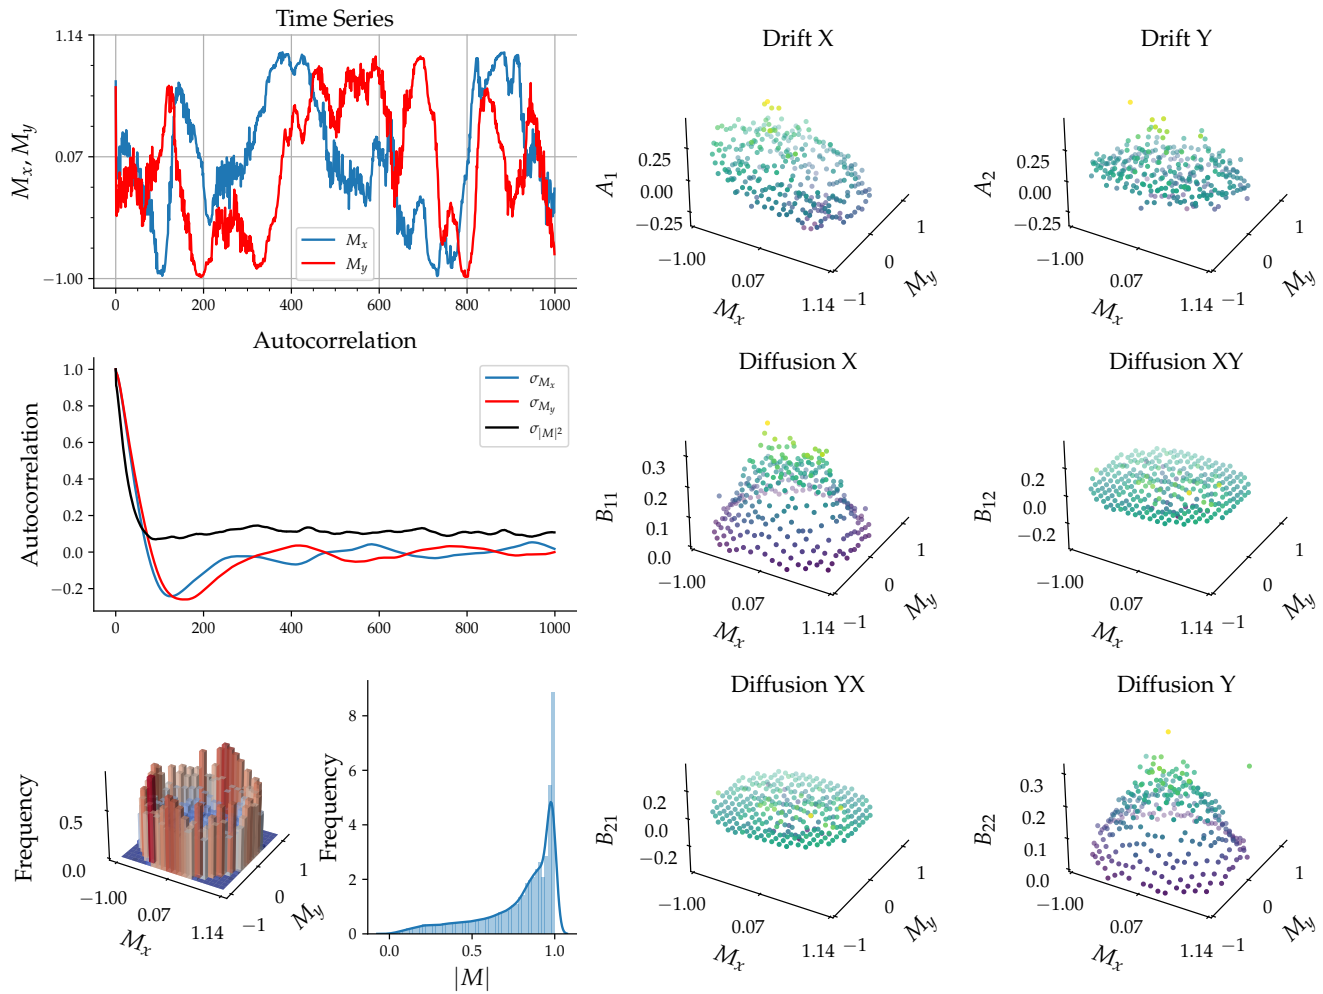 Time Series
1.14
0.07
−1.00
M_x, M_y
0 200 400 600 800 1000
M_x
M_y
Drift X
A_1
0.25
0.00
−0.25
−1.00 0.07 1.14
M_x
−1 0 1
M_y
Drift Y
A_2
0.25
0.00
−0.25
−1.00 0.07 1.14
M_x
−1 0 1
M_y
Autocorrelation
Autocorrelation
1.0
0.8
0.6
0.4
0.2
0.0
−0.2
0 200 400 600 800 1000
σ_{M_x}
σ_{M_y}
σ_{|M|^2}
Diffusion X
B_{11}
0.3
0.2
0.1
0.0
−1.00 0.07 1.14
M_x
−1 0 1
M_y
Diffusion XY
B_{12}
0.2
0.0
−0.2
−1.00 0.07 1.14
M_x
−1 0 1
M_y
Frequency
0.5
0.0
−1.00 0.07 1.14
M_x
−1 0 1
M_y
Frequency
8
6
4
2
0
0.0 0.5 1.0
|M|
Diffusion YX
B_{21}
0.2
0.0
−0.2
−1.00 0.07 1.14
M_x
−1 0 1
M_y
Diffusion Y
B_{22}
0.3
0.2
0.1
0.0
−1.00 0.07 1.14
M_x
−1 0 1
M_y